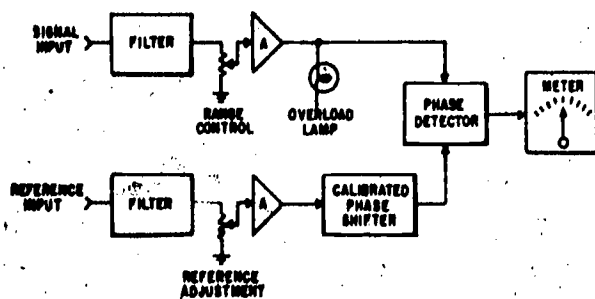 SIGNAL
INPUT
FILTER
A
RANGE
CONTROL
OVERLOAD
LAMP
PHASE
DETECTOR
METER
REFERENCE
INPUT
FILTER
A
CALIBRATED
PHASE
SHIFTER
REFERENCE
ADJUSTMENT